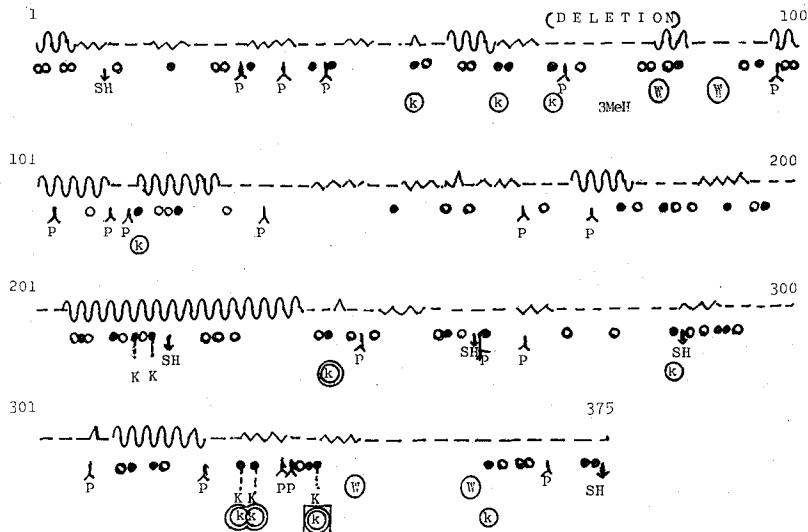 (DELETION)
1 100
SH P P P P P
k k k 3MeH W W
101 200
P P P P P P
k
201 300
SH P SH P P SH
K K k k
301 375
P P PP W W P SH
K K K
k k k k